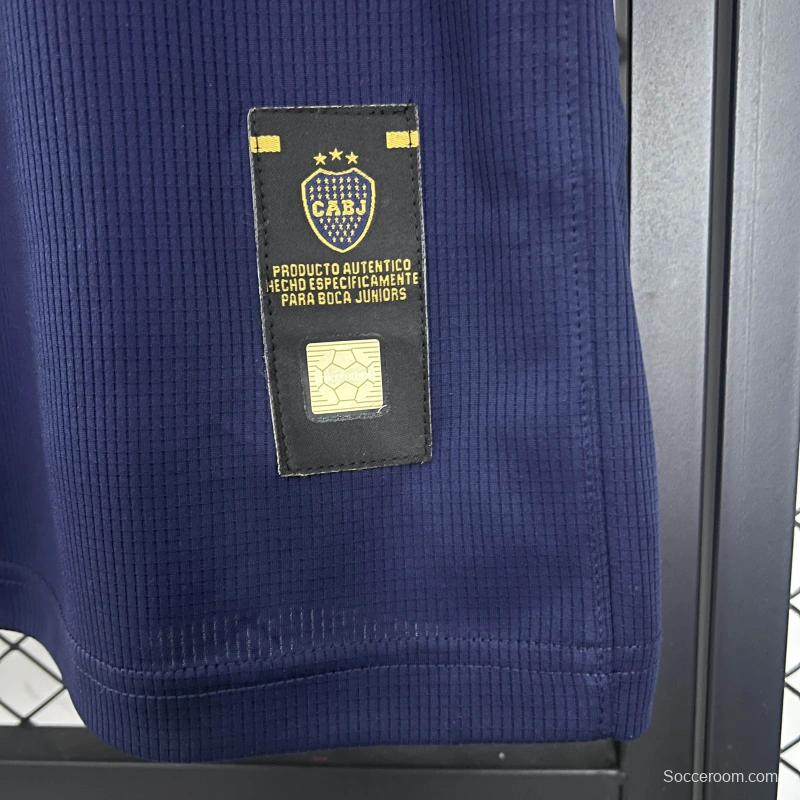 CABJ
PRODUCTO AUTENTICO
HECHO ESPECIFICAMENTE
PARA BOCA JUNIORS
Socceroom.com